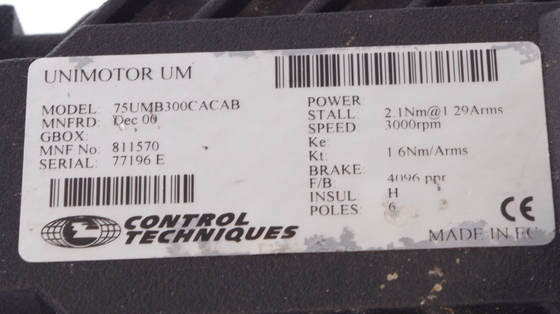 UNIMOTOR UM
MODEL: 75UMB300CACAB
MNFRD: Dec 00
GBOX:
MNF No: 811570
SERIAL: 77196 E
CONTROL
TECHNIQUES
POWER:
STALL: 2.1Nm@1 29Arms
SPEED: 3000rpm
Ke:
Kt: 1.6Nm/Arms
BRAKE:
F/B: 4096 ppr
INSUL: H
POLES: 6
CE
MADE IN